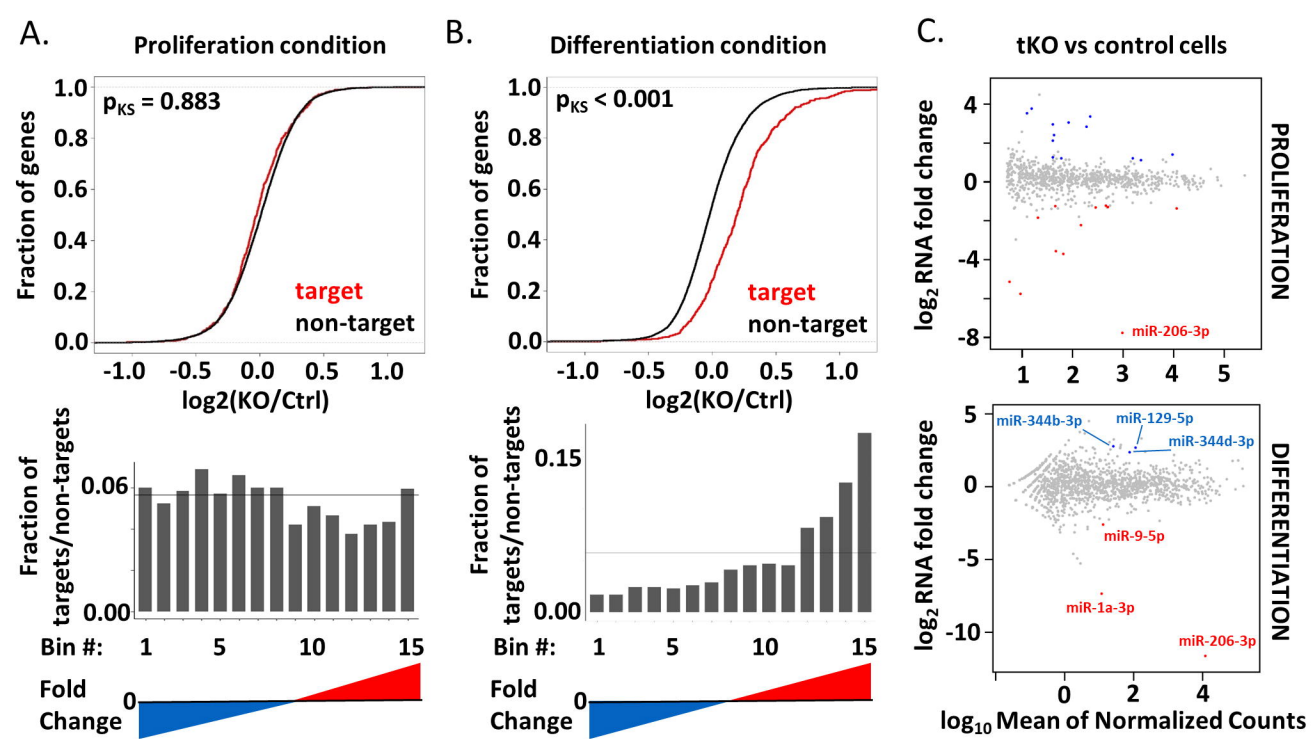 A.
Proliferation condition
Fraction of genes
1.0
0.8
0.6
0.4
0.2
0.0
pKS = 0.883
target
non-target
-1.0 -0.5 0.0 0.5 1.0
log2(KO/Ctrl)
Fraction of
targets/non-targets
0.06
0.00
Bin #: 1 5 10 15
Fold
Change
0
B.
Differentiation condition
Fraction of genes
1.0
0.8
0.6
0.4
0.2
0.0
pKS < 0.001
target
non-target
-1.0 -0.5 0.0 0.5 1.0
log2(KO/Ctrl)
Fraction of
targets/non-targets
0.15
0.00
Bin #: 1 5 10 15
Fold
Change
0
C.
tKO vs control cells
log2 RNA fold change
4
0
-4
-8
miR-206-3p
1 2 3 4 5
PROLIFERATION
log2 RNA fold change
5
0
-5
-10
miR-344b-3p
miR-129-5p
miR-344d-3p
miR-9-5p
miR-1a-3p
miR-206-3p
0 2 4
DIFFERENTIATION
log10 Mean of Normalized Counts